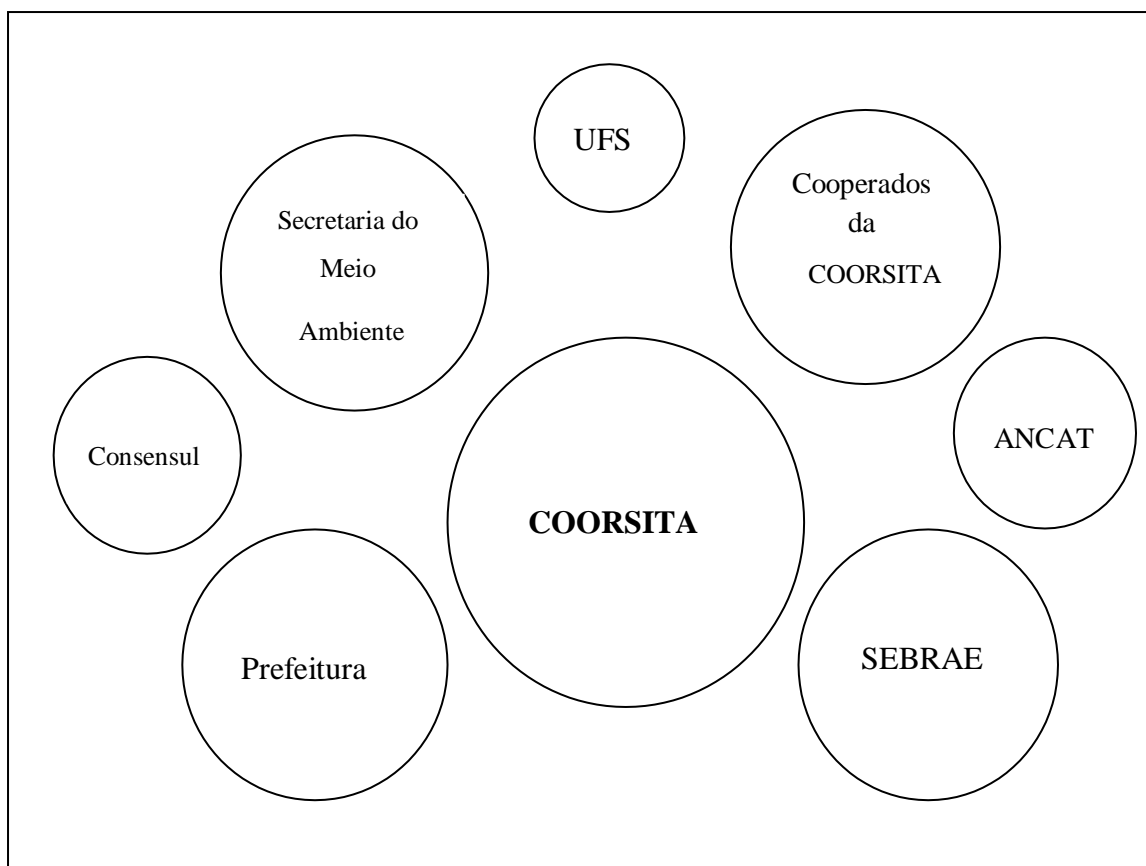 UFS
Cooperados
da
COORSITA
Secretaria do
Meio
Ambiente
Consensul
ANCAT
COORSITA
Prefeitura
SEBRAE